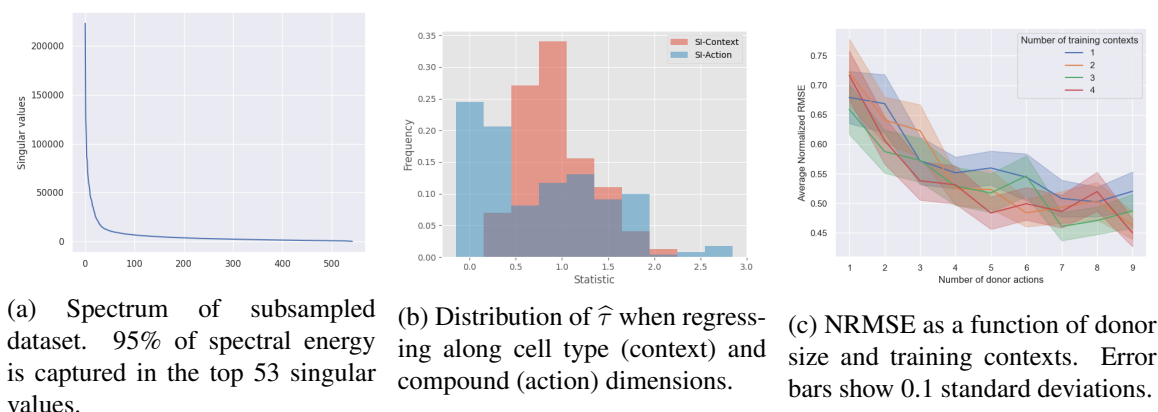 200000
150000
100000
50000
0
Singular values
0 100 200 300 400 500
(a) Spectrum of subsampled
dataset. 95% of spectral energy
is captured in the top 53 singular
values.
0.35
0.30
0.25
0.20
0.15
0.10
0.05
0.00
Frequency
SI-Context
SI-Action
0.0 0.5 1.0 1.5 2.0 2.5 3.0
Statistic
(b) Distribution of τ̂ when regress-
ing along cell type (context) and
compound (action) dimensions.
0.75
0.70
0.65
0.60
0.55
0.50
0.45
Average Normalized RMSE
Number of training contexts
1
2
3
4
1 2 3 4 5 6 7 8 9
Number of donor actions
(c) NRMSE as a function of donor
size and training contexts. Error
bars show 0.1 standard deviations.